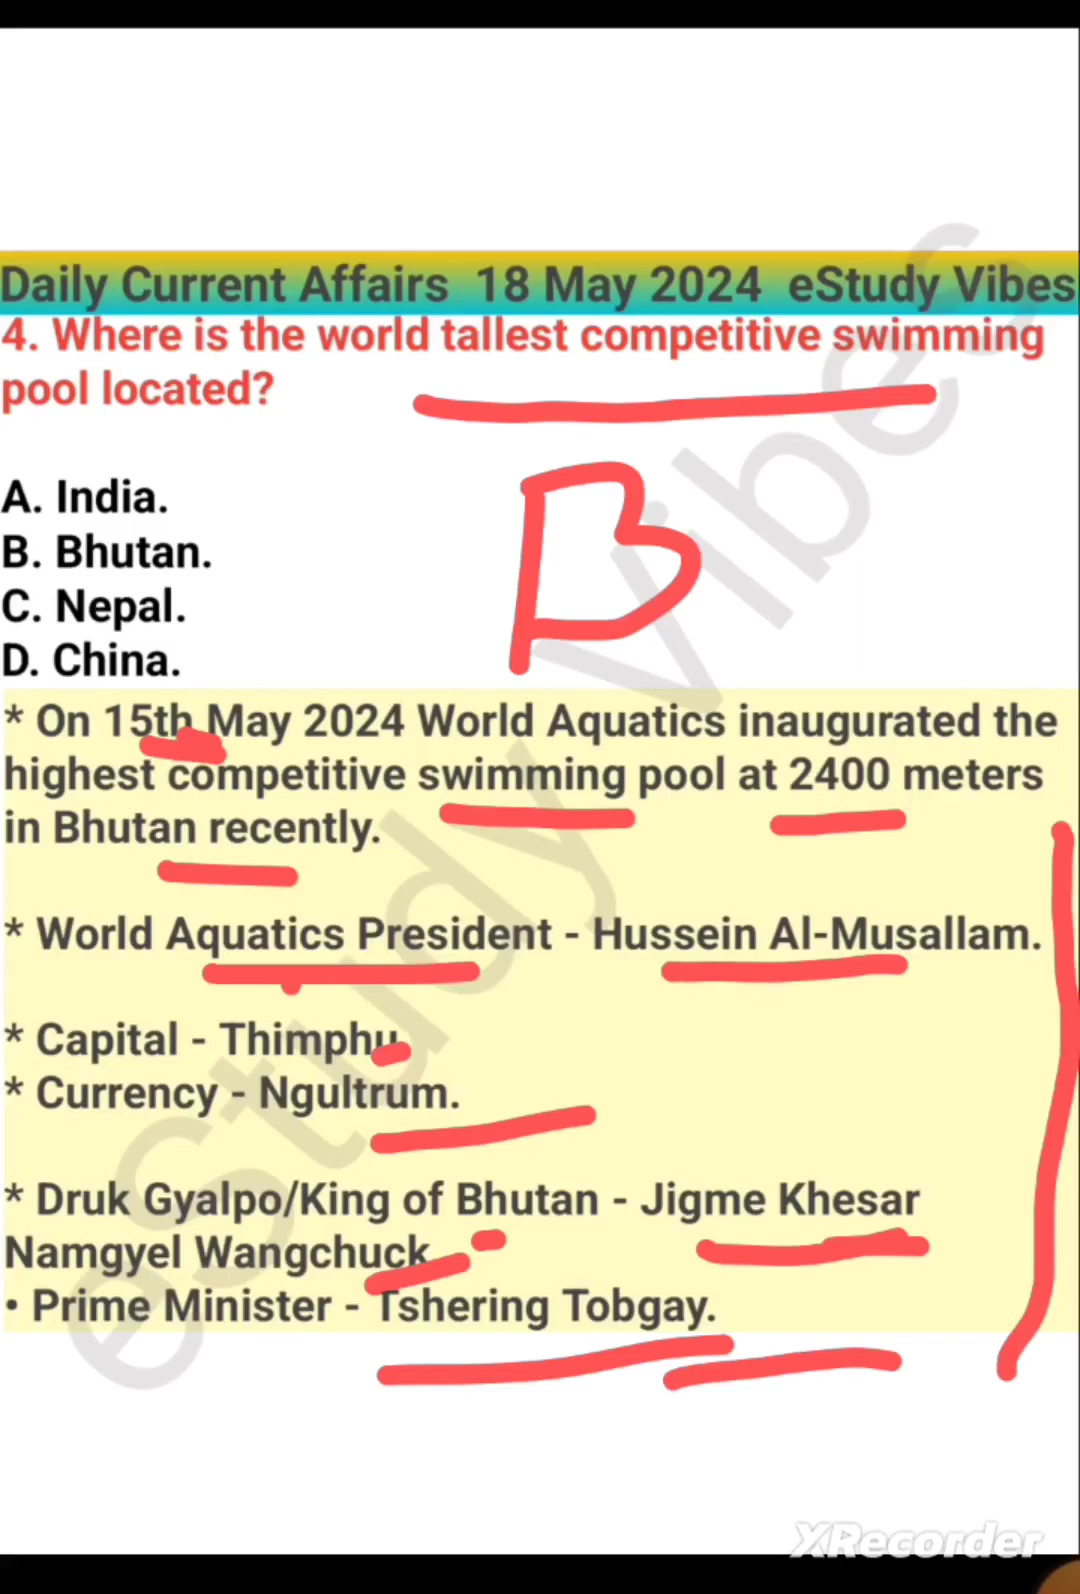 Daily Current Affairs 18 May 2024 eStudy Vibes
4. Where is the world tallest competitive swimming
pool located?
A. India.
B. Bhutan.
C. Nepal.
D. China.
B
* On 15th May 2024 World Aquatics inaugurated the
highest competitive swimming pool at 2400 meters
in Bhutan recently.
* World Aquatics President - Hussein Al-Musallam.
* Capital - Thimphu
* Currency - Ngultrum.
* Druk Gyalpo/King of Bhutan - Jigme Khesar
Namgyel Wangchuck
• Prime Minister - Tshering Tobgay.
eStudy Vibes
XRecorder